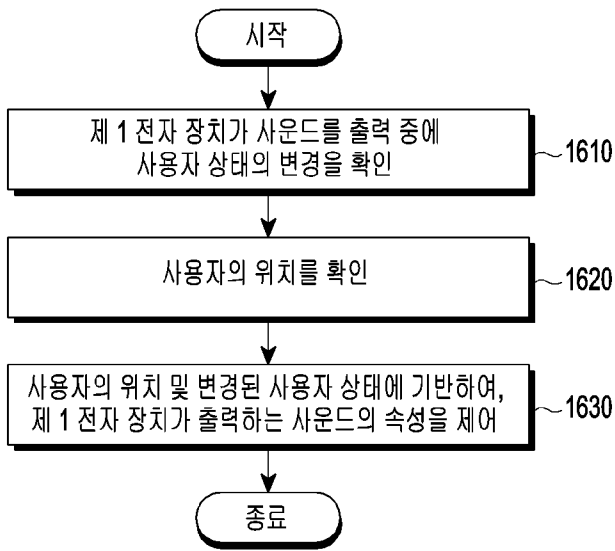 시작
제 1 전자 장치가 사운드를 출력 중에
사용자 상태의 변경을 확인
1610
사용자의 위치를 확인
1620
사용자의 위치 및 변경된 사용자 상태에 기반하여,
제 1 전자 장치가 출력하는 사운드의 속성을 제어
1630
종료